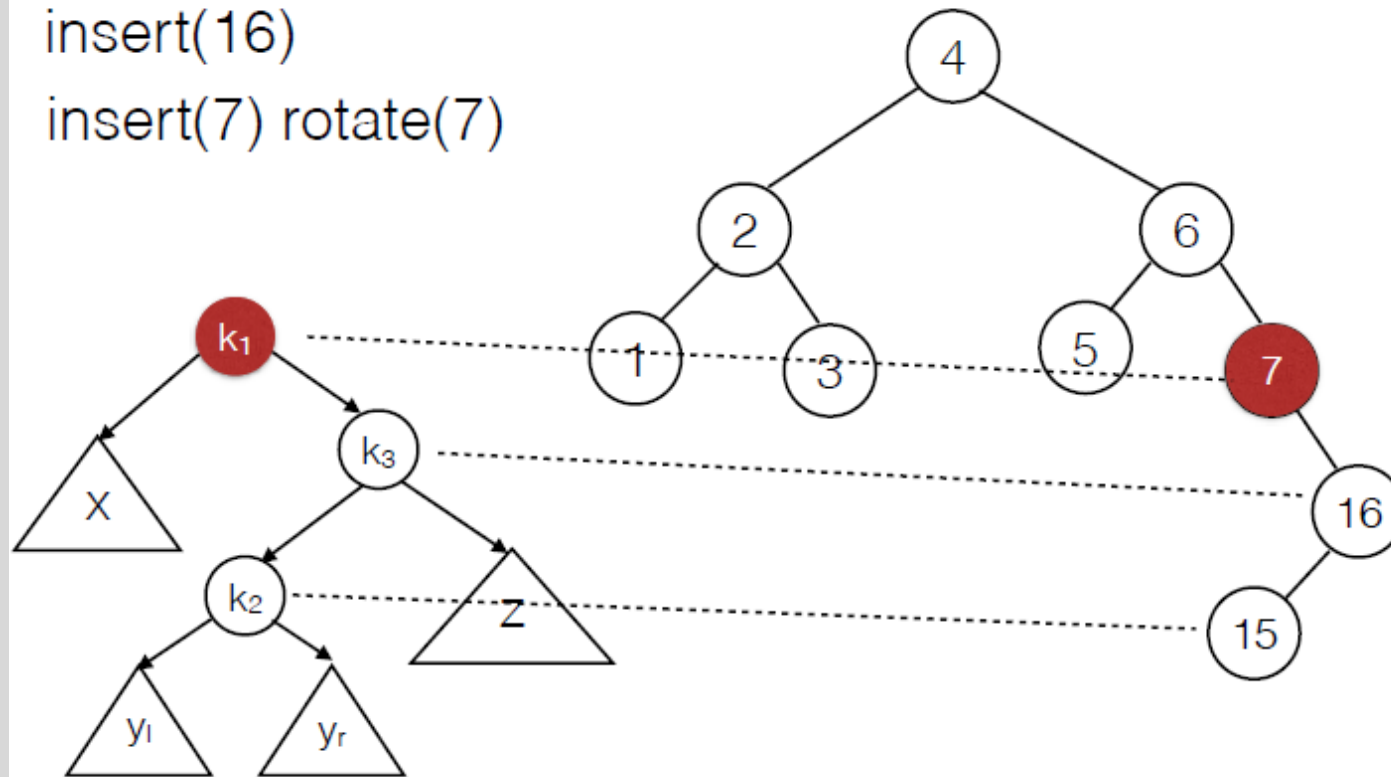 insert(16)
insert(7) rotate(7)
4
2
6
k₁
1
3
5
7
k₃
X
16
k₂
Z
15
yₗ
yᵣ